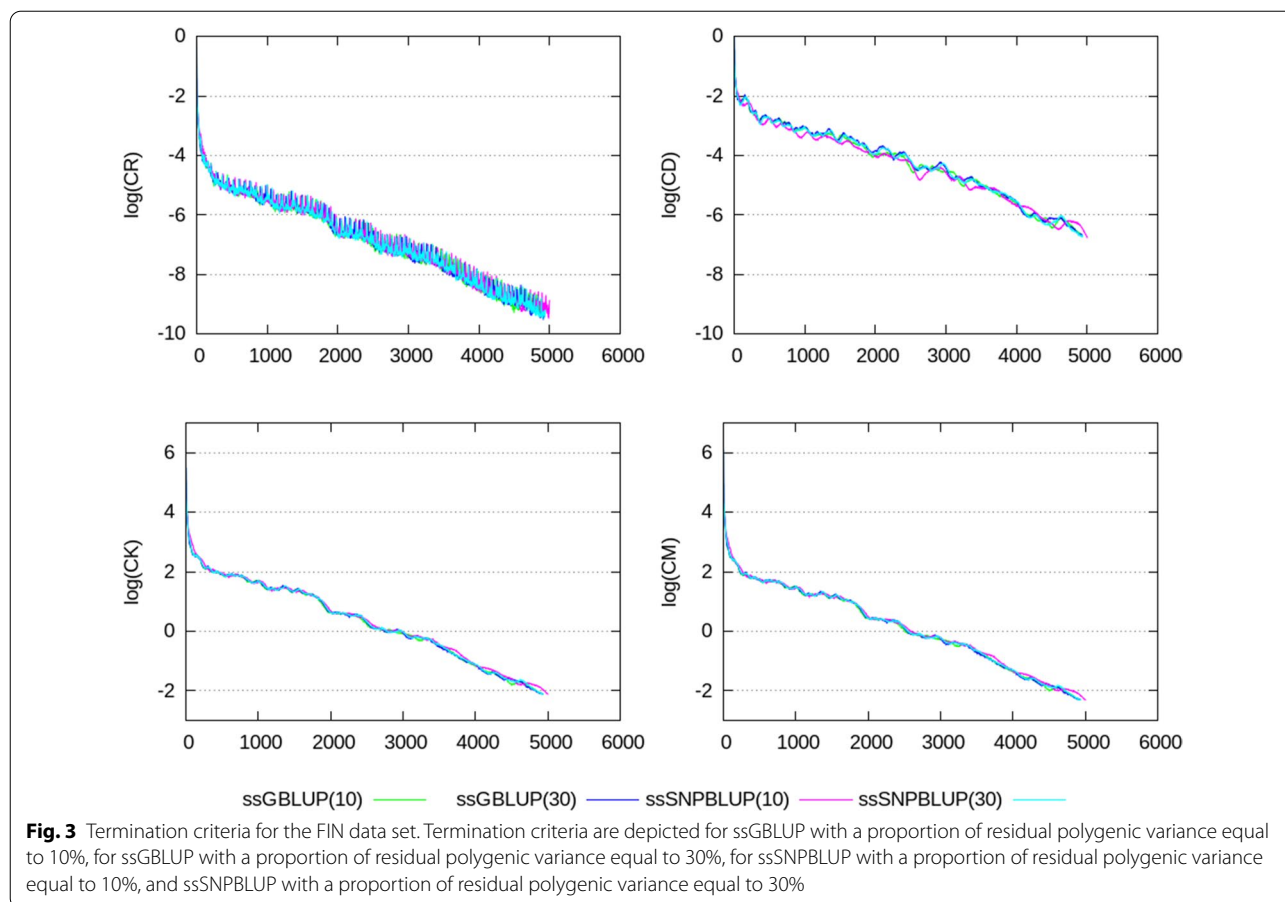 0
-2
-4
-6
-8
-10
log(CR)
0 1000 2000 3000 4000 5000 6000
0
-2
-4
-6
-8
-10
log(CD)
0 1000 2000 3000 4000 5000 6000
6
4
2
0
-2
log(CK)
0 1000 2000 3000 4000 5000 6000
6
4
2
0
-2
log(CM)
0 1000 2000 3000 4000 5000 6000
ssGBLUP(10) ssGBLUP(30) ssSNPBLUP(10) ssSNPBLUP(30)
Fig. 3 Termination criteria for the FIN data set. Termination criteria are depicted for ssGBLUP with a proportion of residual polygenic variance equal
to 10%, for ssGBLUP with a proportion of residual polygenic variance equal to 30%, for ssSNPBLUP with a proportion of residual polygenic variance
equal to 10%, and ssSNPBLUP with a proportion of residual polygenic variance equal to 30%